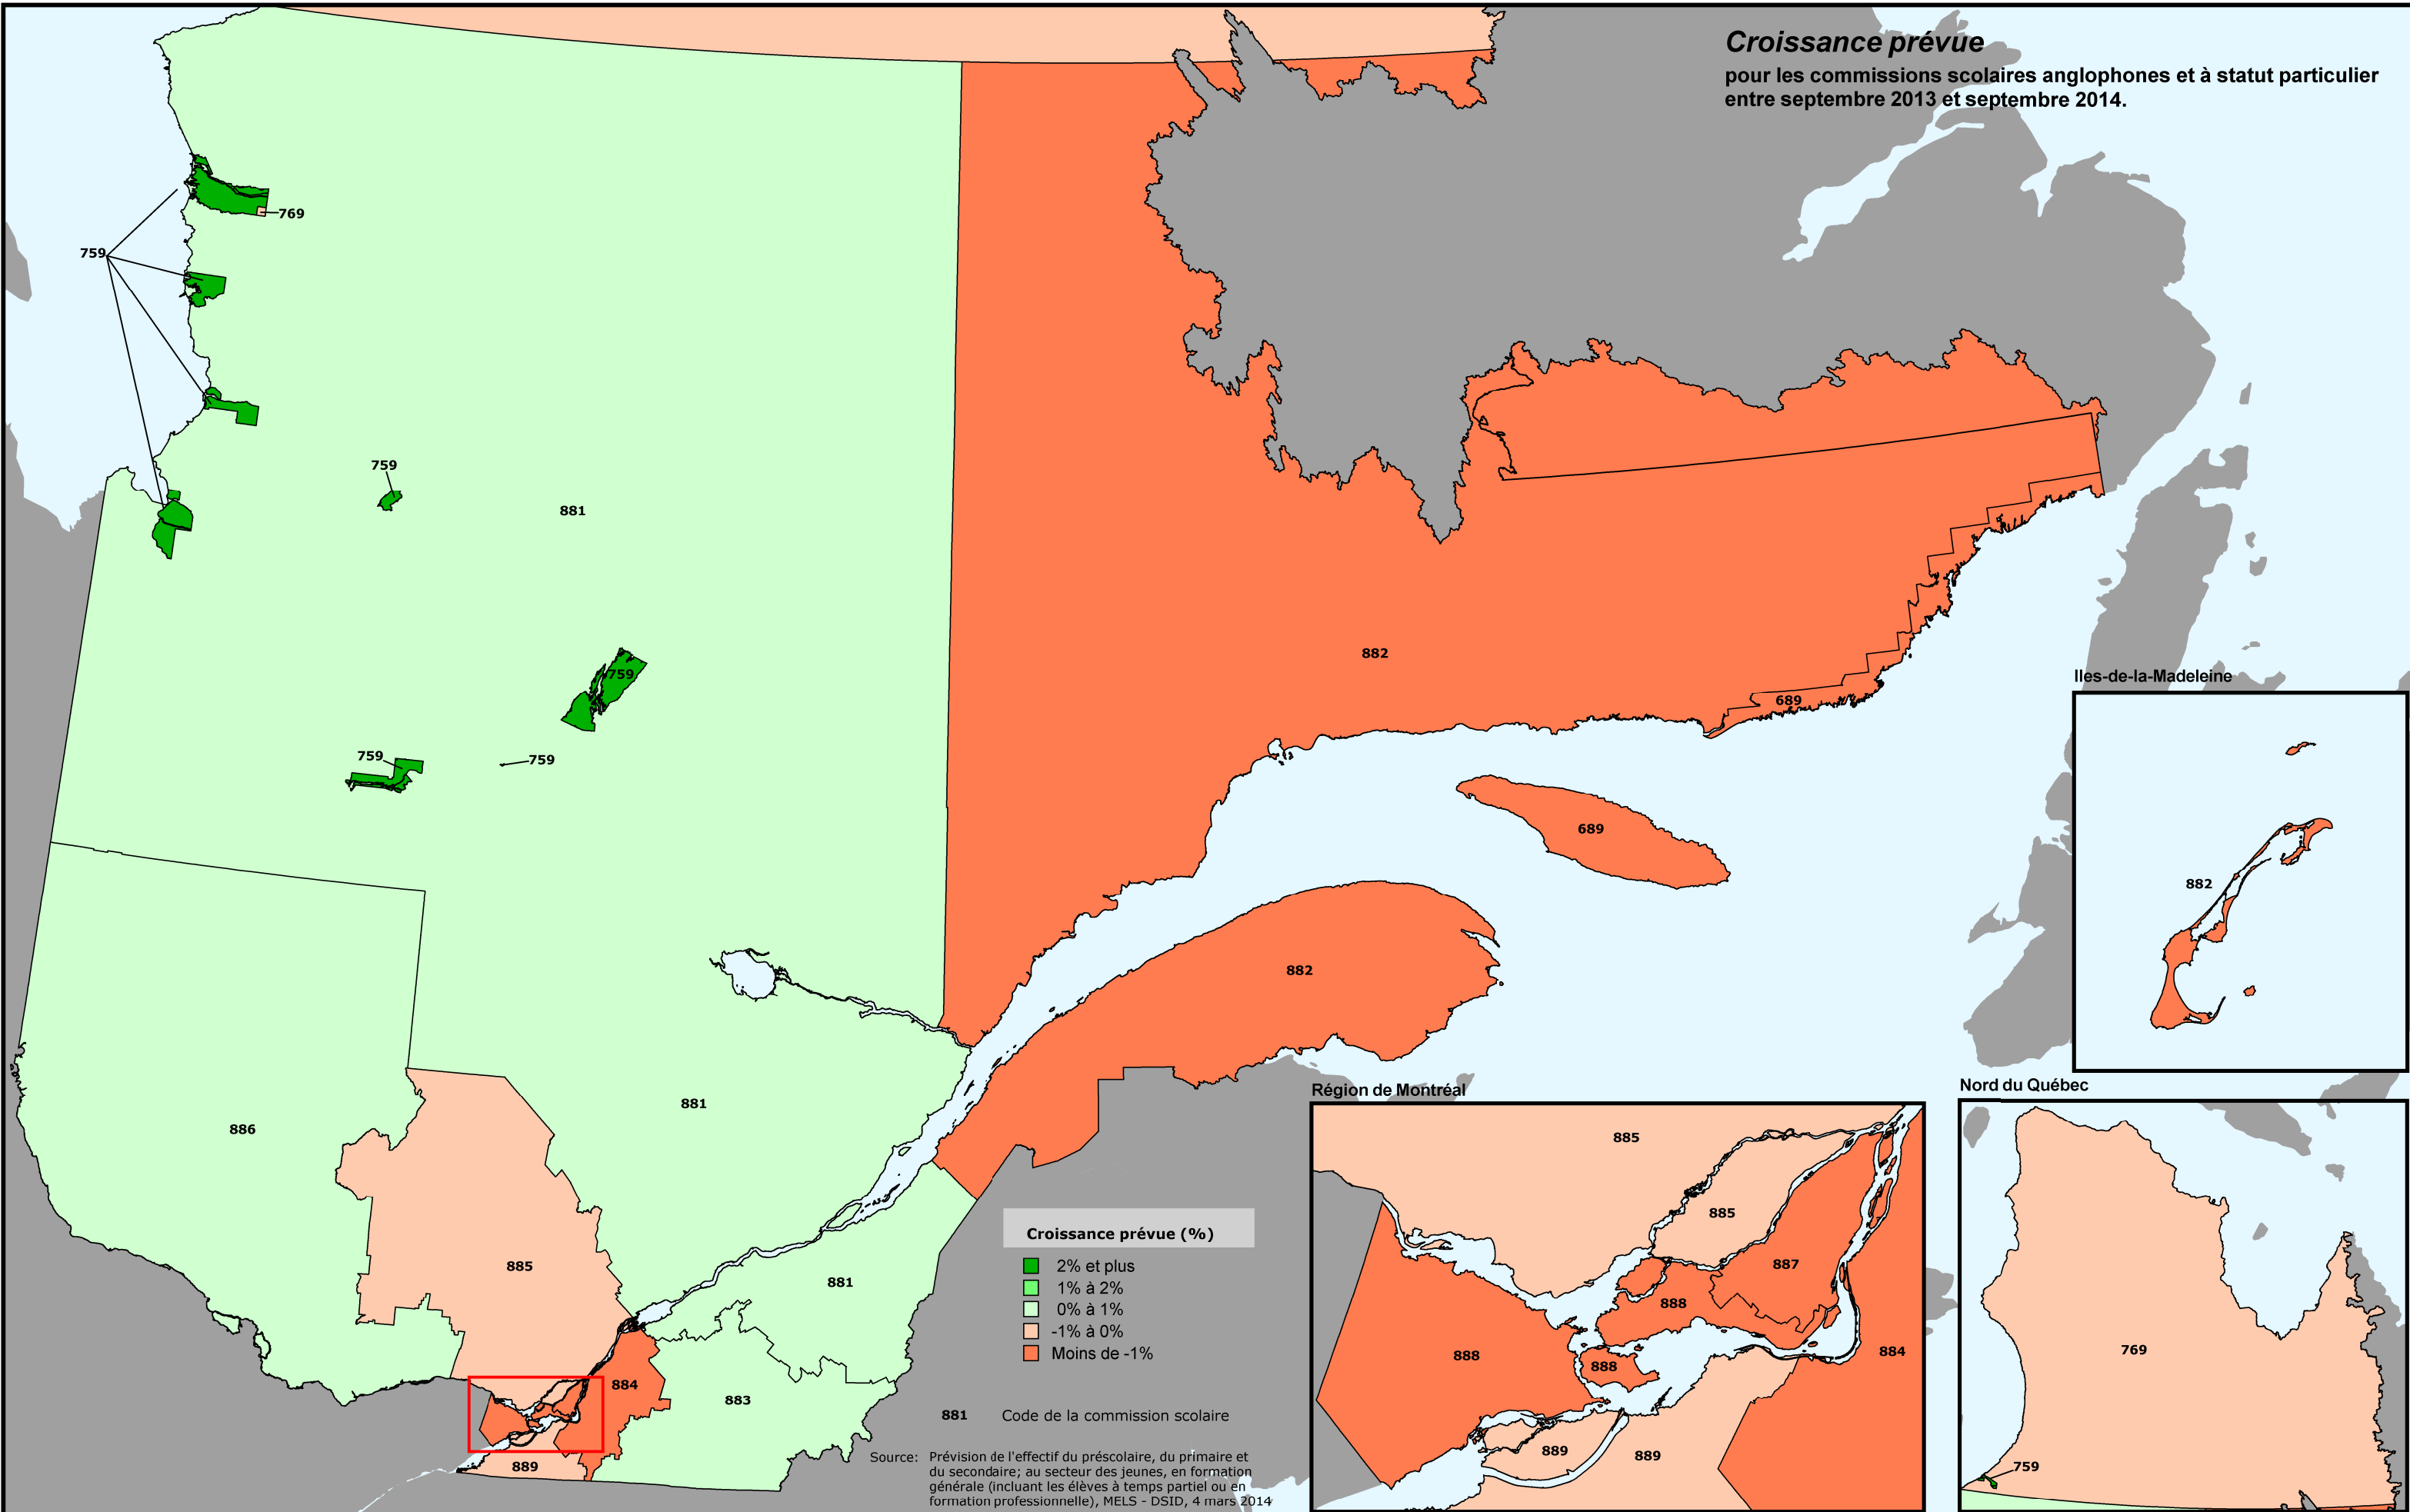 Croissance prévue
pour les commissions scolaires anglophones et à statut particulier
entre septembre 2013 et septembre 2014.
769
759
759
881
759
759
759
882
689
689
882
886
881
885
881
884
883
889
Iles-de-la-Madeleine
882
Croissance prévue (%)
2% et plus
1% à 2%
0% à 1%
-1% à 0%
Moins de -1%
881 Code de la commission scolaire
Source: Prévision de l'effectif du préscolaire, du primaire et
du secondaire; au secteur des jeunes, en formation
générale (incluant les élèves à temps partiel ou en
formation professionelle), MELS - DSID, 4 mars 2014
Région de Montréal
885
885
887
888
888
888
884
889
889
Nord du Québec
769
759